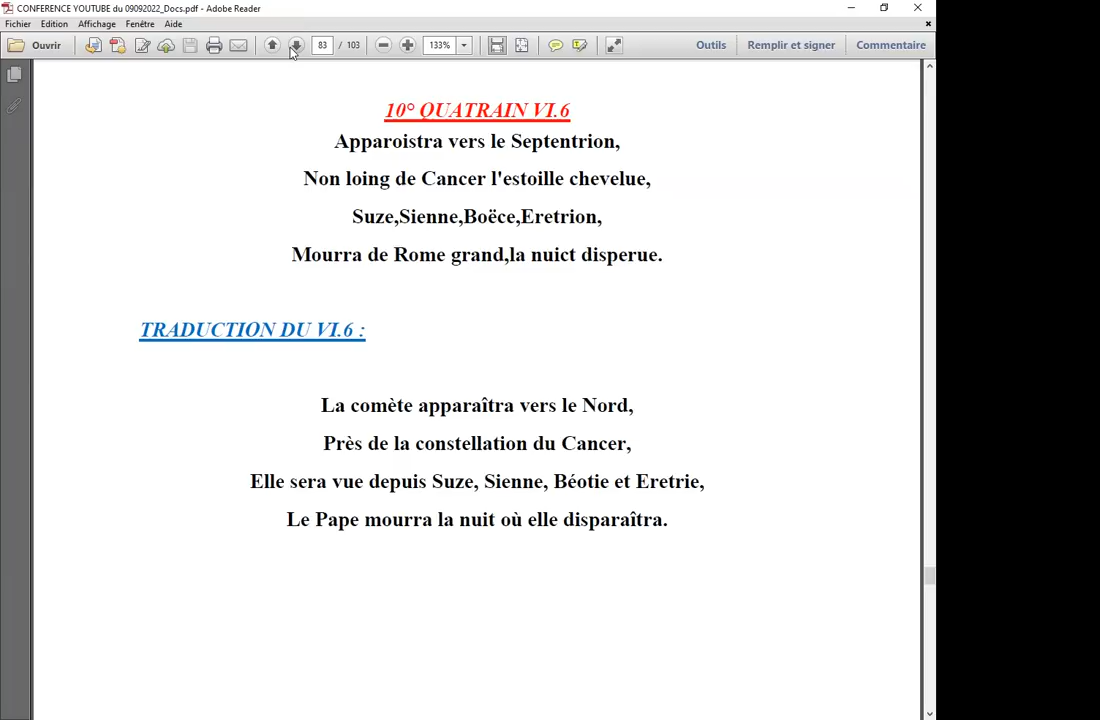 CONFERENCE YOUTUBE du 09092022_Docs.pdf - Adobe Reader
Fichier Edition Affichage Fenêtre Aide
Ouvrir 83 / 103 133% Outils Remplir et signer Commentaire
10° QUATRAIN VI.6
Apparoistra vers le Septentrion,
Non loing de Cancer l'estoille chevelue,
Suze,Sienne,Boëce,Eretrion,
Mourra de Rome grand,la nuict disperue.
TRADUCTION DU VI.6 :
La comète apparaîtra vers le Nord,
Près de la constellation du Cancer,
Elle sera vue depuis Suze, Sienne, Béotie et Eretrie,
Le Pape mourra la nuit où elle disparaîtra.